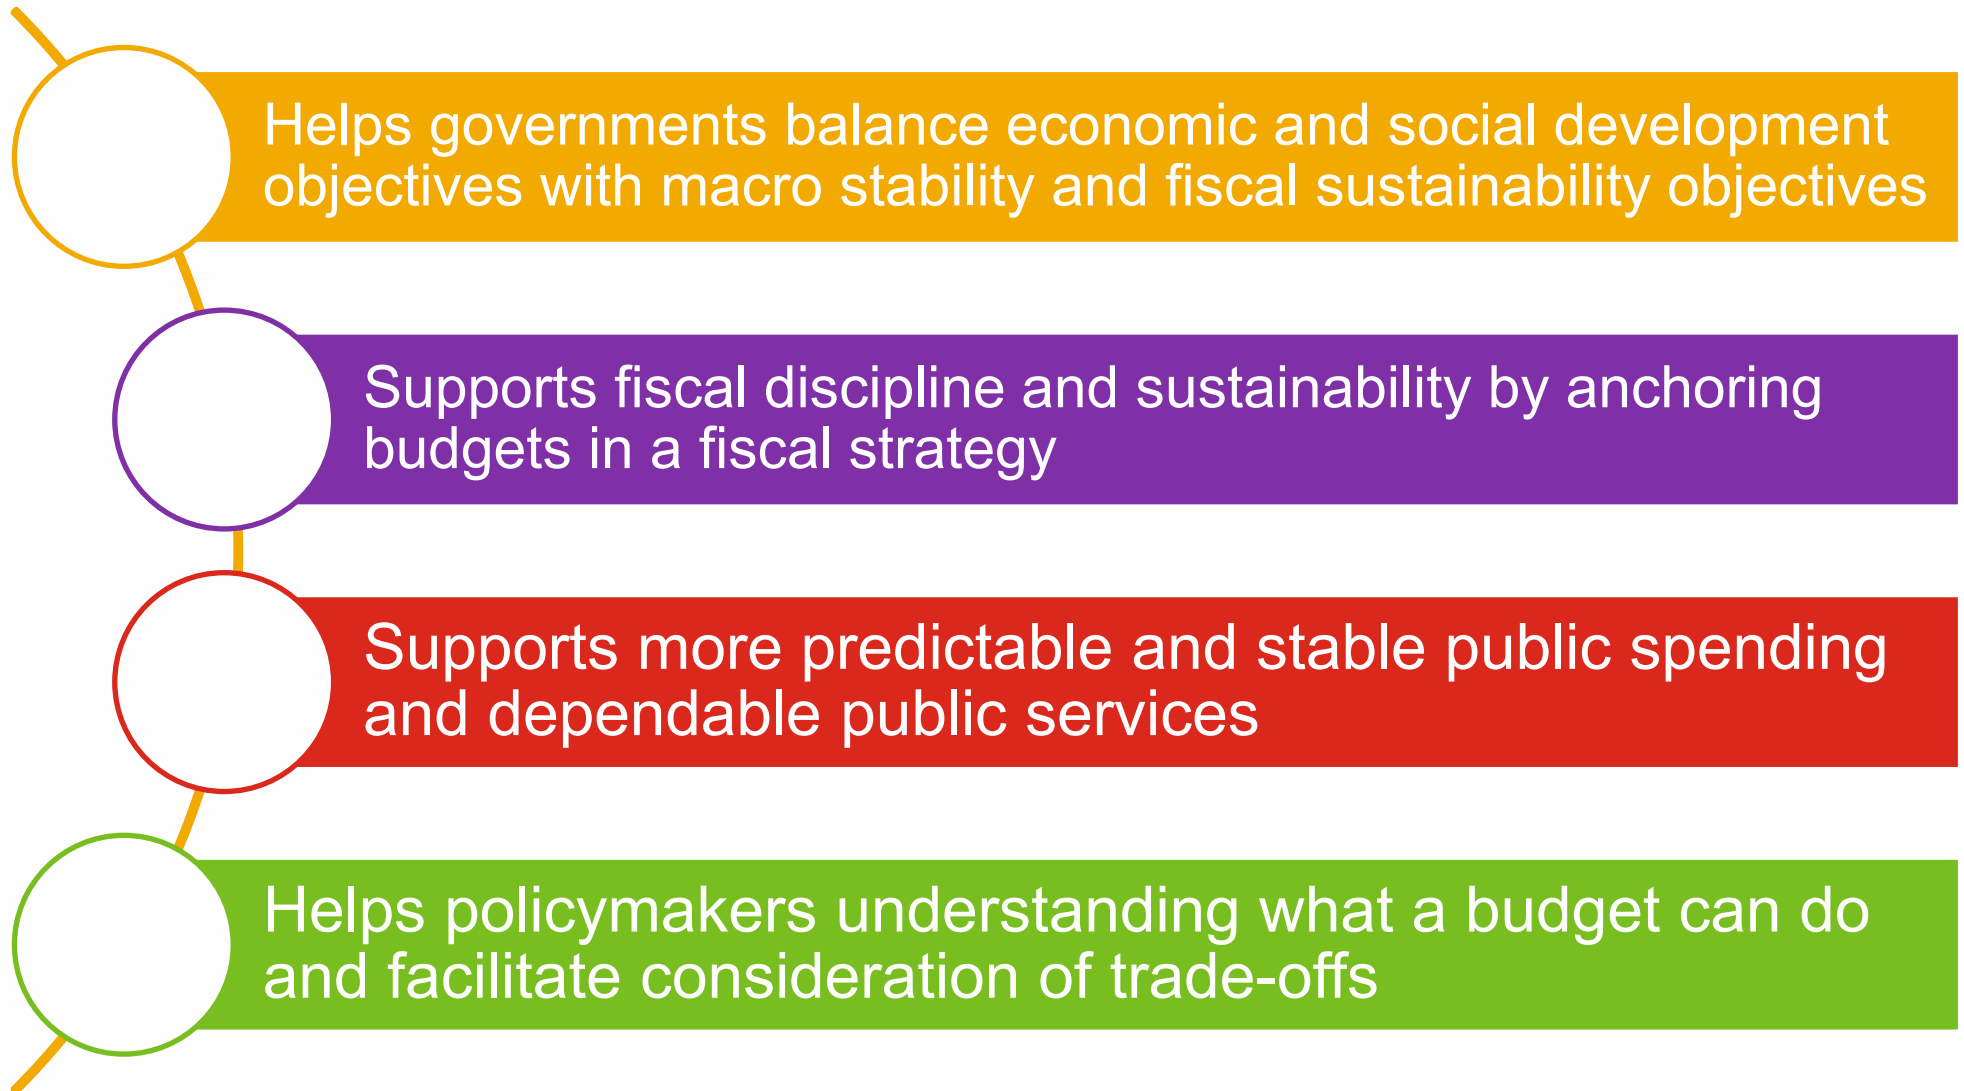 Helps governments balance economic and social development
objectives with macro stability and fiscal sustainability objectives
Supports fiscal discipline and sustainability by anchoring
budgets in a fiscal strategy
Supports more predictable and stable public spending
and dependable public services
Helps policymakers understanding what a budget can do
and facilitate consideration of trade-offs